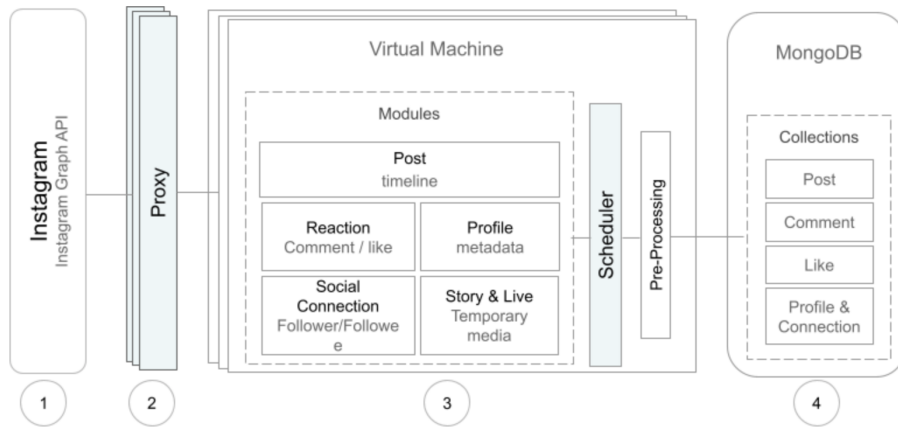 Instagram
Instagram Graph API
Proxy
Virtual Machine
Modules
Post
timeline
Reaction
Comment / like
Profile
metadata
Social
Connection
Follower/Followe
e
Story & Live
Temporary
media
Scheduler
Pre-Processing
MongoDB
Collections
Post
Comment
Like
Profile &
Connection
1
2
3
4